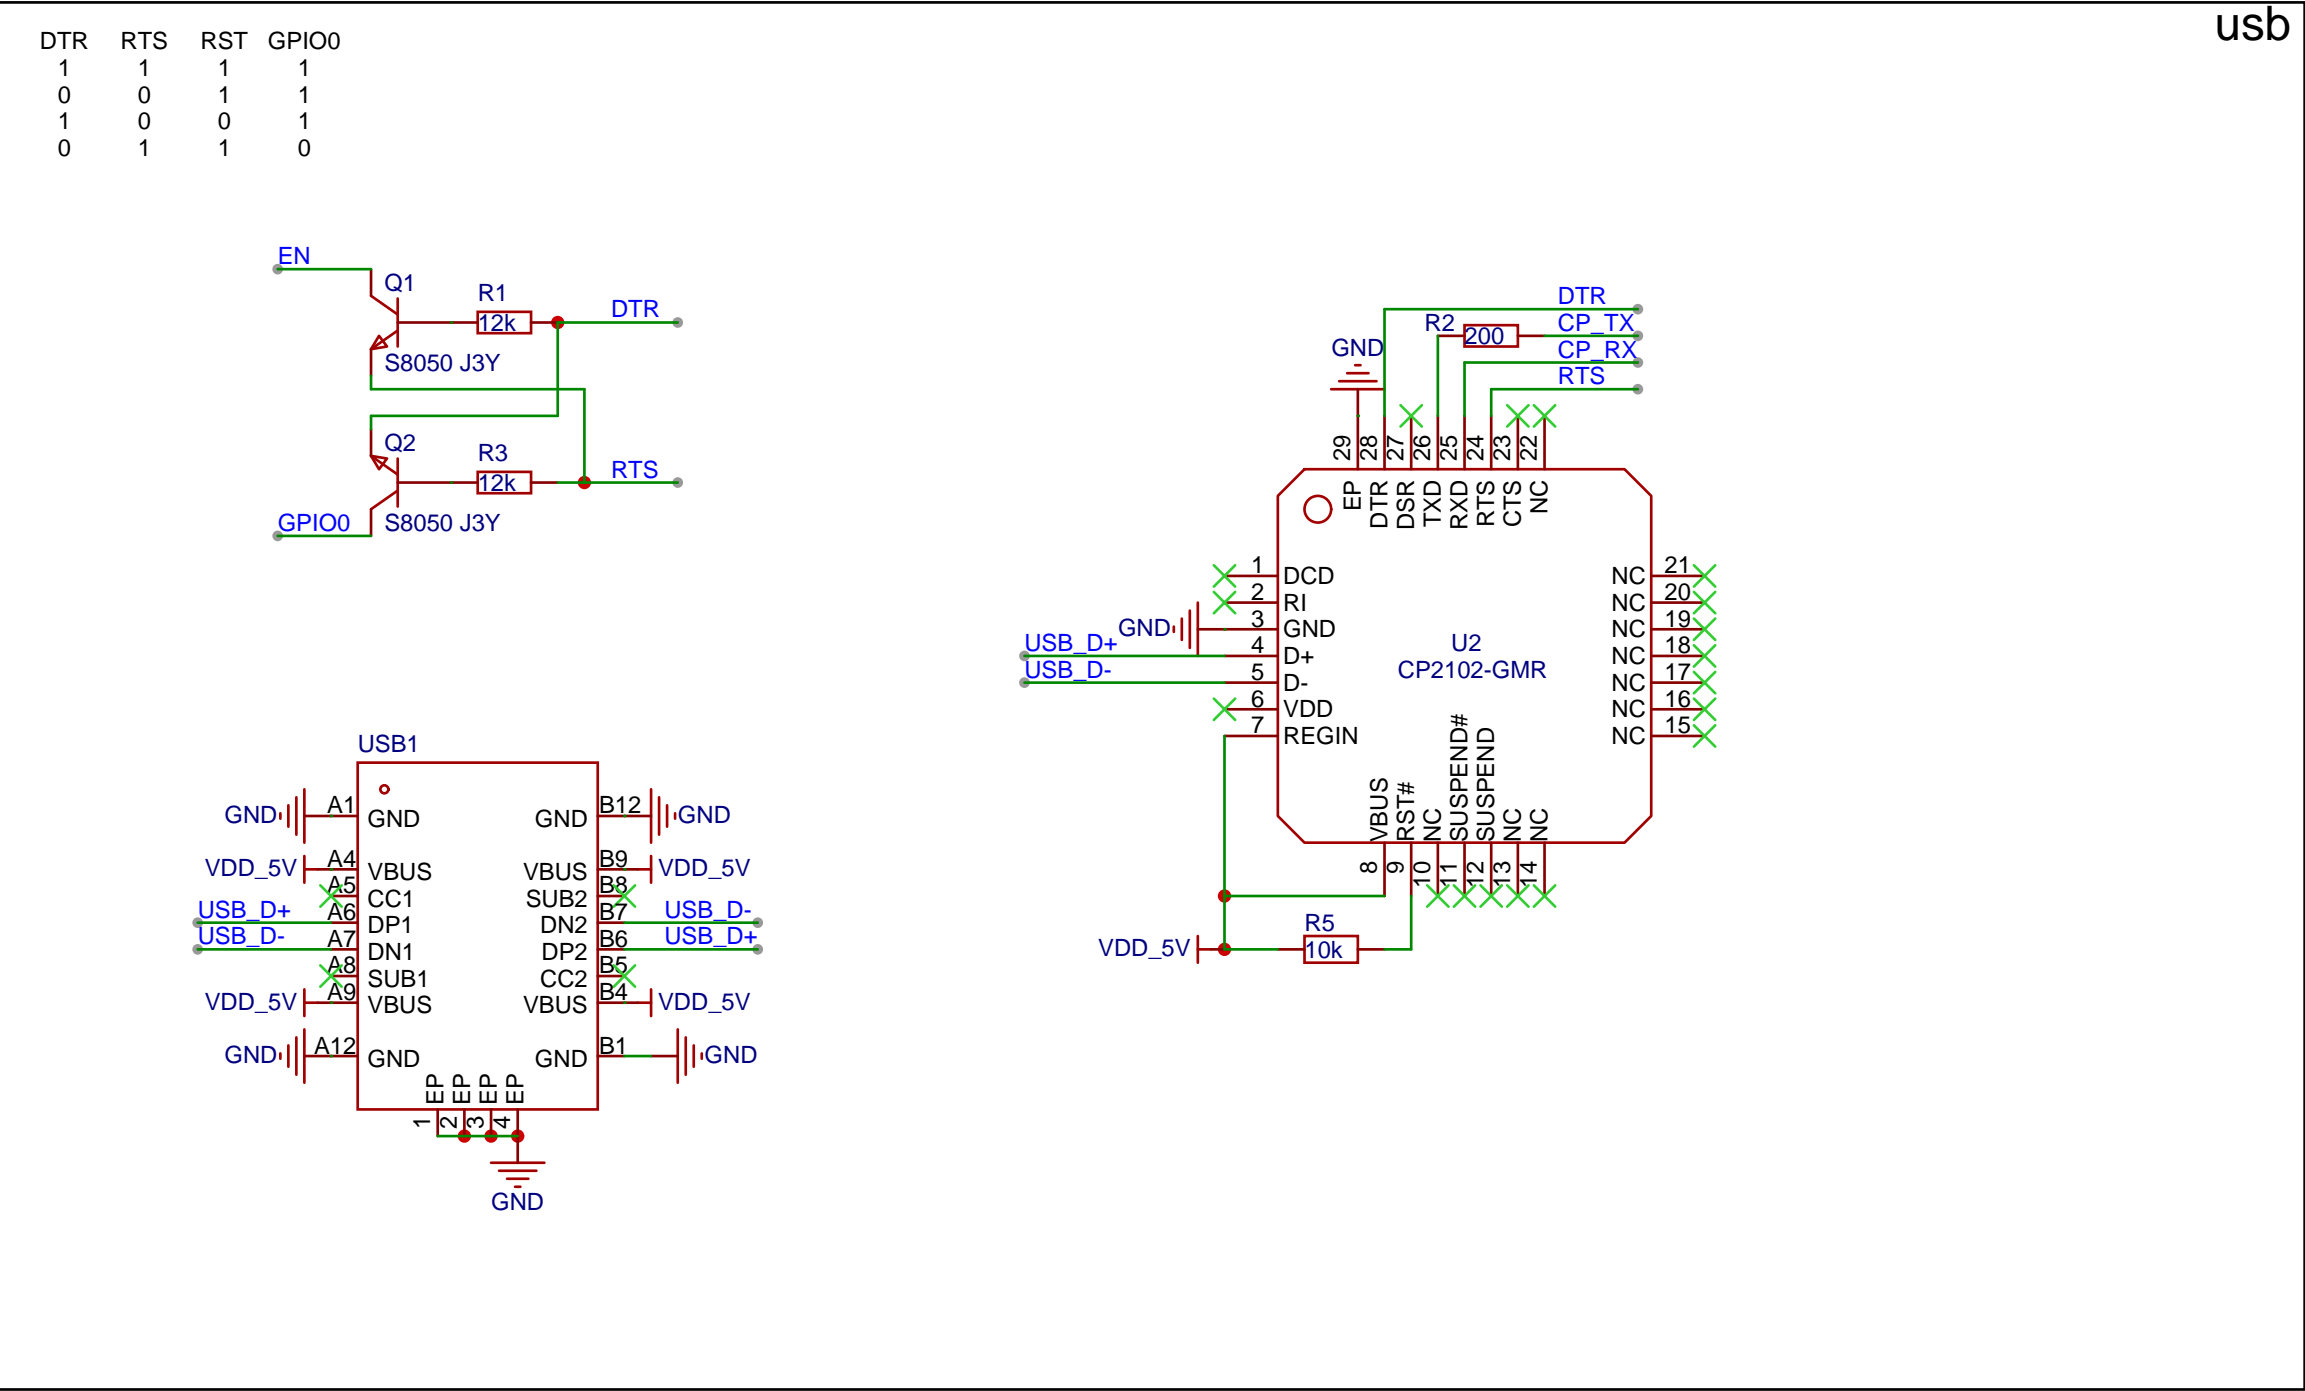 usb
DTR RTS RST GPIO0
1 1 1 1
0 0 1 1
1 0 0 1
0 1 1 0
EN
Q1
R1
12k
DTR
S8050 J3Y
Q2
R3
12k
RTS
GPIO0
S8050 J3Y
DTR
R2
200
CP_TX
CP_RX
RTS
GND
29 28 27 26 25 24 23 22
EP DTR DSR TXD RXD RTS CTS NC
1 DCD
2 RI
GND 3 GND
USB_D+ 4 D+
USB_D- 5 D-
6 VDD
7 REGIN
U2
CP2102-GMR
NC 21
NC 20
NC 19
NC 18
NC 17
NC 16
NC 15
VBUS RST# NC SUSPEND# SUSPEND NC NC
8 9 10 11 12 13 14
VDD_5V
R5
10k
USB1
GND A1 GND GND B12 GND
VDD_5V A4 VBUS VBUS B9 VDD_5V
A5 CC1 SUB2 B8
USB_D+ A6 DP1 DN2 B7 USB_D-
USB_D- A7 DN1 DP2 B6 USB_D+
A8 SUB1 CC2 B5
VDD_5V A9 VBUS VBUS B4 VDD_5V
GND A12 GND GND B1 GND
EP EP EP EP
1 2 3 4
GND